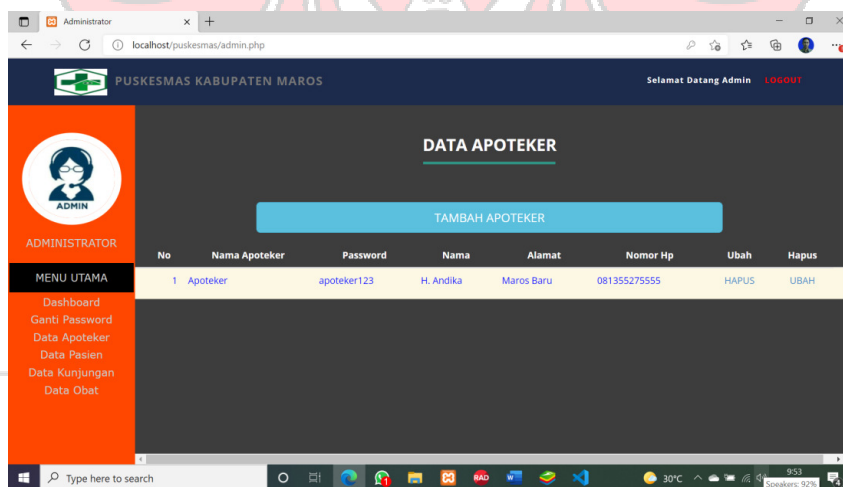 Administrator
localhost/puskesmas/admin.php
PUSKESMAS KABUPATEN MAROS
Selamat Datang Admin LOGOUT
ADMIN
ADMINISTRATOR
MENU UTAMA
Dashboard
Ganti Password
Data Apoteker
Data Pasien
Data Kunjungan
Data Obat
DATA APOTEKER
TAMBAH APOTEKER
No Nama Apoteker Password Nama Alamat Nomor Hp Ubah Hapus
1 Apoteker apoteker123 H. Andika Maros Baru 081355275555 HAPUS UBAH
Type here to search
RAD
30°C
9:53
Speakers: 92%